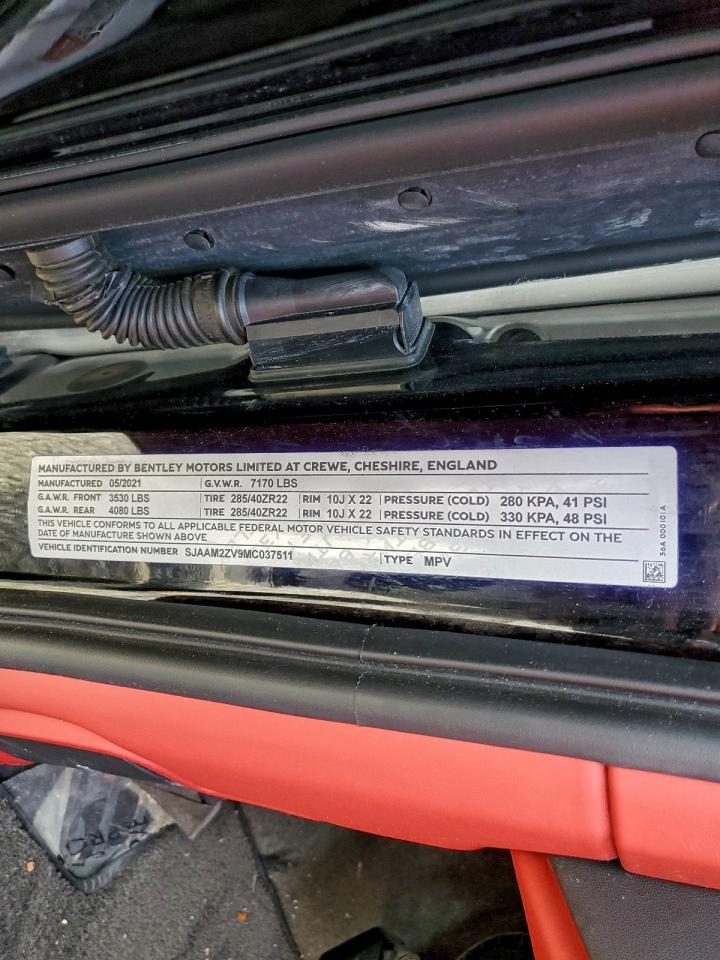 MANUFACTURED BY BENTLEY MOTORS LIMITED AT CREWE, CHESHIRE, ENGLAND
MANUFACTURED 05/2021 G.V.W.R. 7170 LBS
G.A.W.R. FRONT 3530 LBS TIRE 285/40ZR22 RIM 10J X 22 PRESSURE (COLD) 280 KPA, 41 PSI
G.A.W.R. REAR 4080 LBS TIRE 285/40ZR22 RIM 10J X 22 PRESSURE (COLD) 330 KPA, 48 PSI
THIS VEHICLE CONFORMS TO ALL APPLICABLE FEDERAL MOTOR VEHICLE SAFETY STANDARDS IN EFFECT ON THE
DATE OF MANUFACTURE SHOWN ABOVE
VEHICLE IDENTIFICATION NUMBER SJAAM2ZV9MC037511 TYPE MPV
36A 000101A